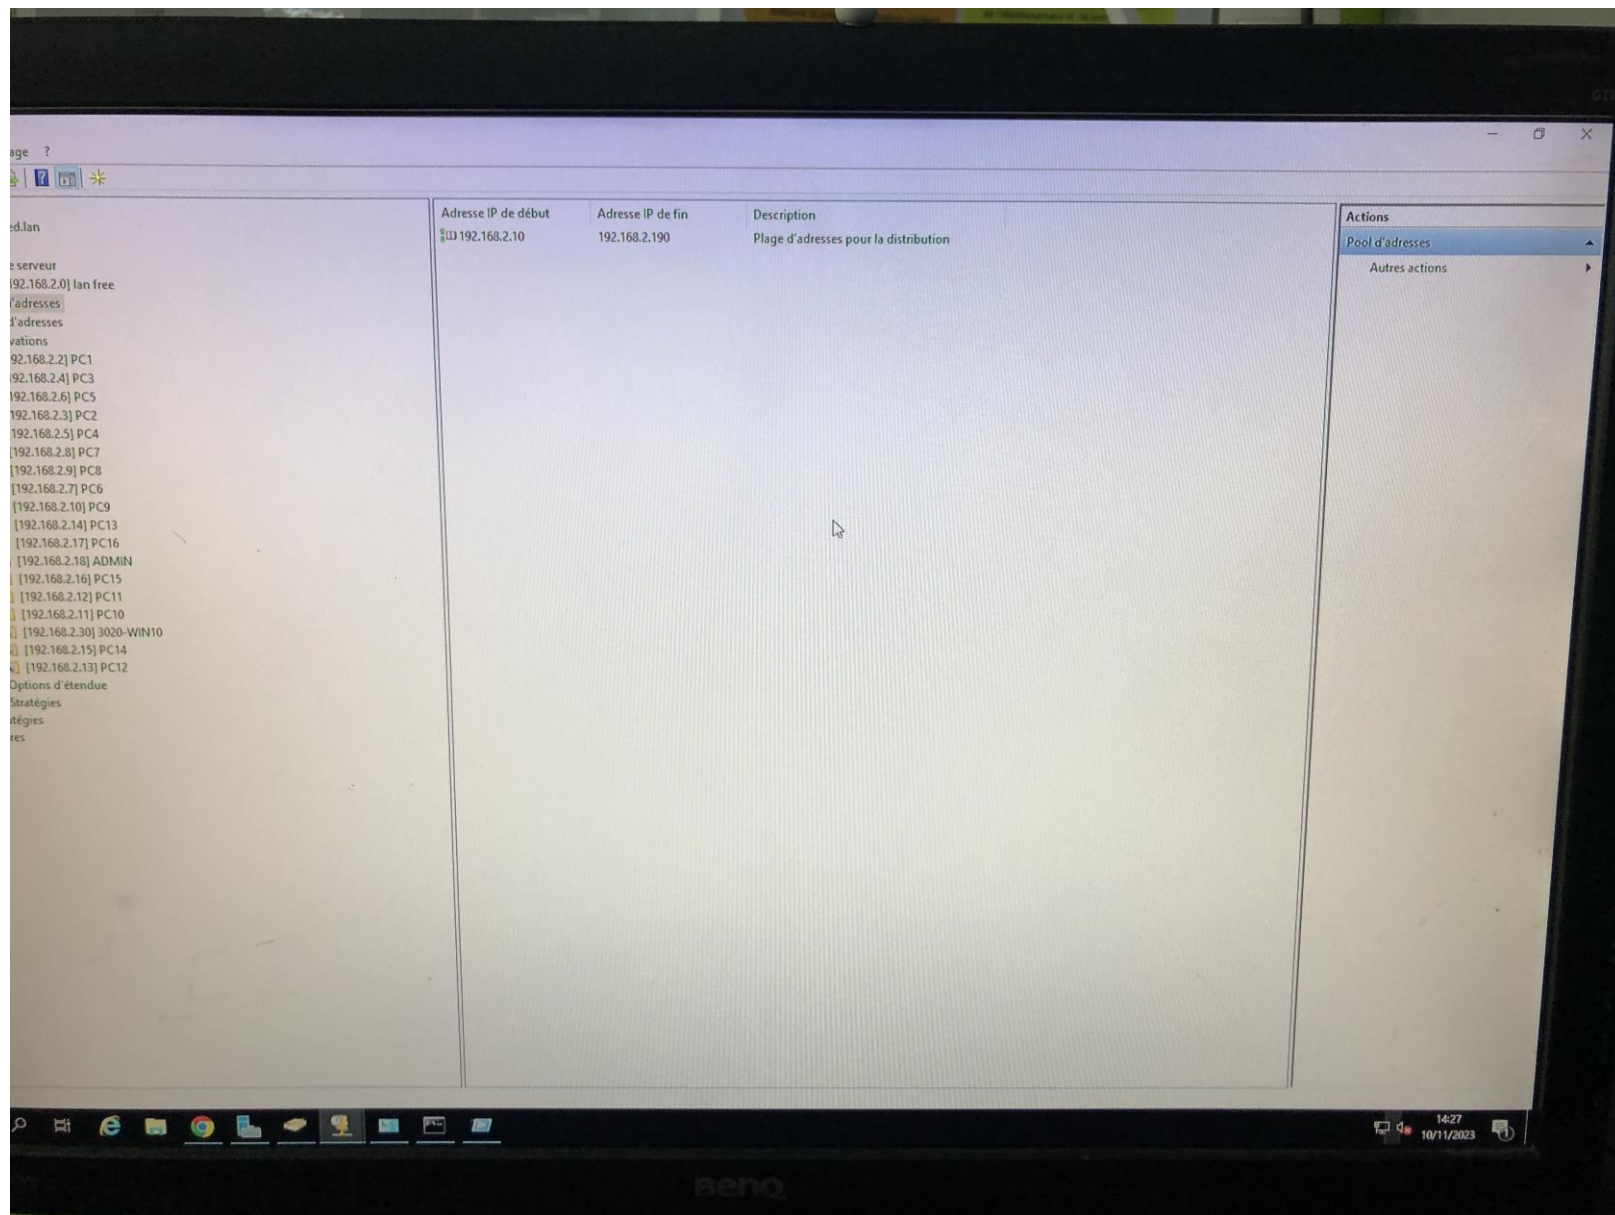 age ?
Adresse IP de début Adresse IP de fin Description
192.168.2.10 192.168.2.190 Plage d'adresses pour la distribution
Actions
Pool d'adresses
Autres actions
ed.lan
e serveur
192.168.2.0] lan free
d'adresses
d'adresses
vations
92.168.2.2] PC1
192.168.2.4] PC3
192.168.2.6] PC5
192.168.2.3] PC2
192.168.2.5] PC4
[192.168.2.8] PC7
[192.168.2.9] PC8
[192.168.2.7] PC6
[192.168.2.10] PC9
[192.168.2.14] PC13
[192.168.2.17] PC16
[192.168.2.18] ADMIN
[192.168.2.16] PC15
[192.168.2.12] PC11
[192.168.2.11] PC10
[192.168.2.30] 3020-WIN10
[192.168.2.15] PC14
[192.168.2.13] PC12
Options d'étendue
Stratégies
tégies
res
14:27
10/11/2023
BenQ